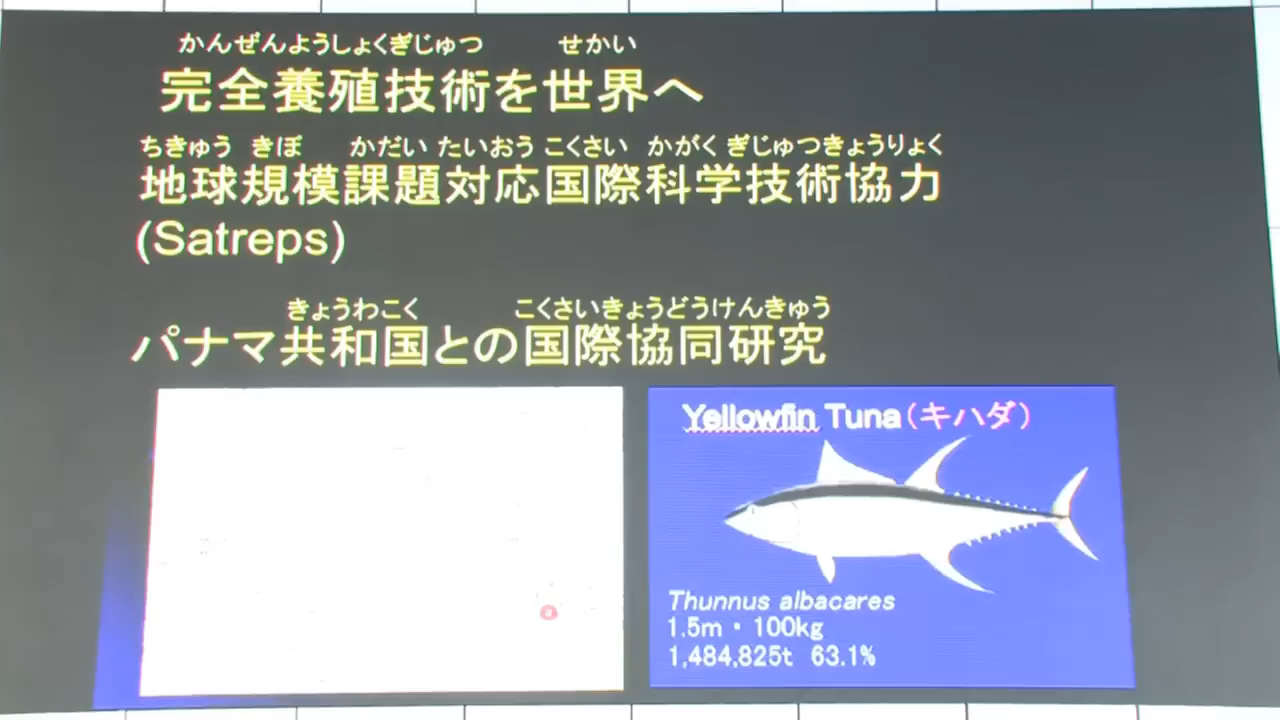 かんぜんようしょくぎじゅつ せかい
完全養殖技術を世界へ
ちきゅう きぼ かだい たいおう こくさい かがく ぎじゅつきょうりょく
地球規模課題対応国際科学技術協力
(Satreps)
きょうわこく こくさいきょうどうけんきゅう
パナマ共和国との国際協同研究
Yellowfin Tuna(キハダ)
Thunnus albacares
1.5m・100kg
1,484,825t 63.1%